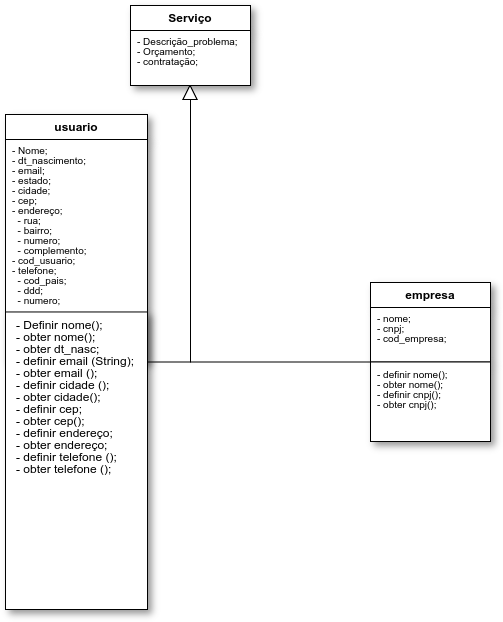 Serviço
- Descrição_problema;
- Orçamento;
- contratação;
usuario
- Nome;
- dt_nascimento;
- email;
- estado;
- cidade;
- cep;
- endereço;
- rua;
- bairro;
- numero;
- complemento;
- cod_usuario;
- telefone;
- cod_pais;
- ddd;
- numero;
- Definir nome();
- obter nome();
- obter dt_nasc;
- definir email (String);
- obter email ();
- definir cidade ();
- obter cidade();
- definir cep;
- obter cep();
- definir endereço;
- obter endereço;
- definir telefone ();
- obter telefone ();
empresa
- nome;
- cnpj;
- cod_empresa;
- definir nome();
- obter nome();
- definir cnpj();
- obter cnpj();